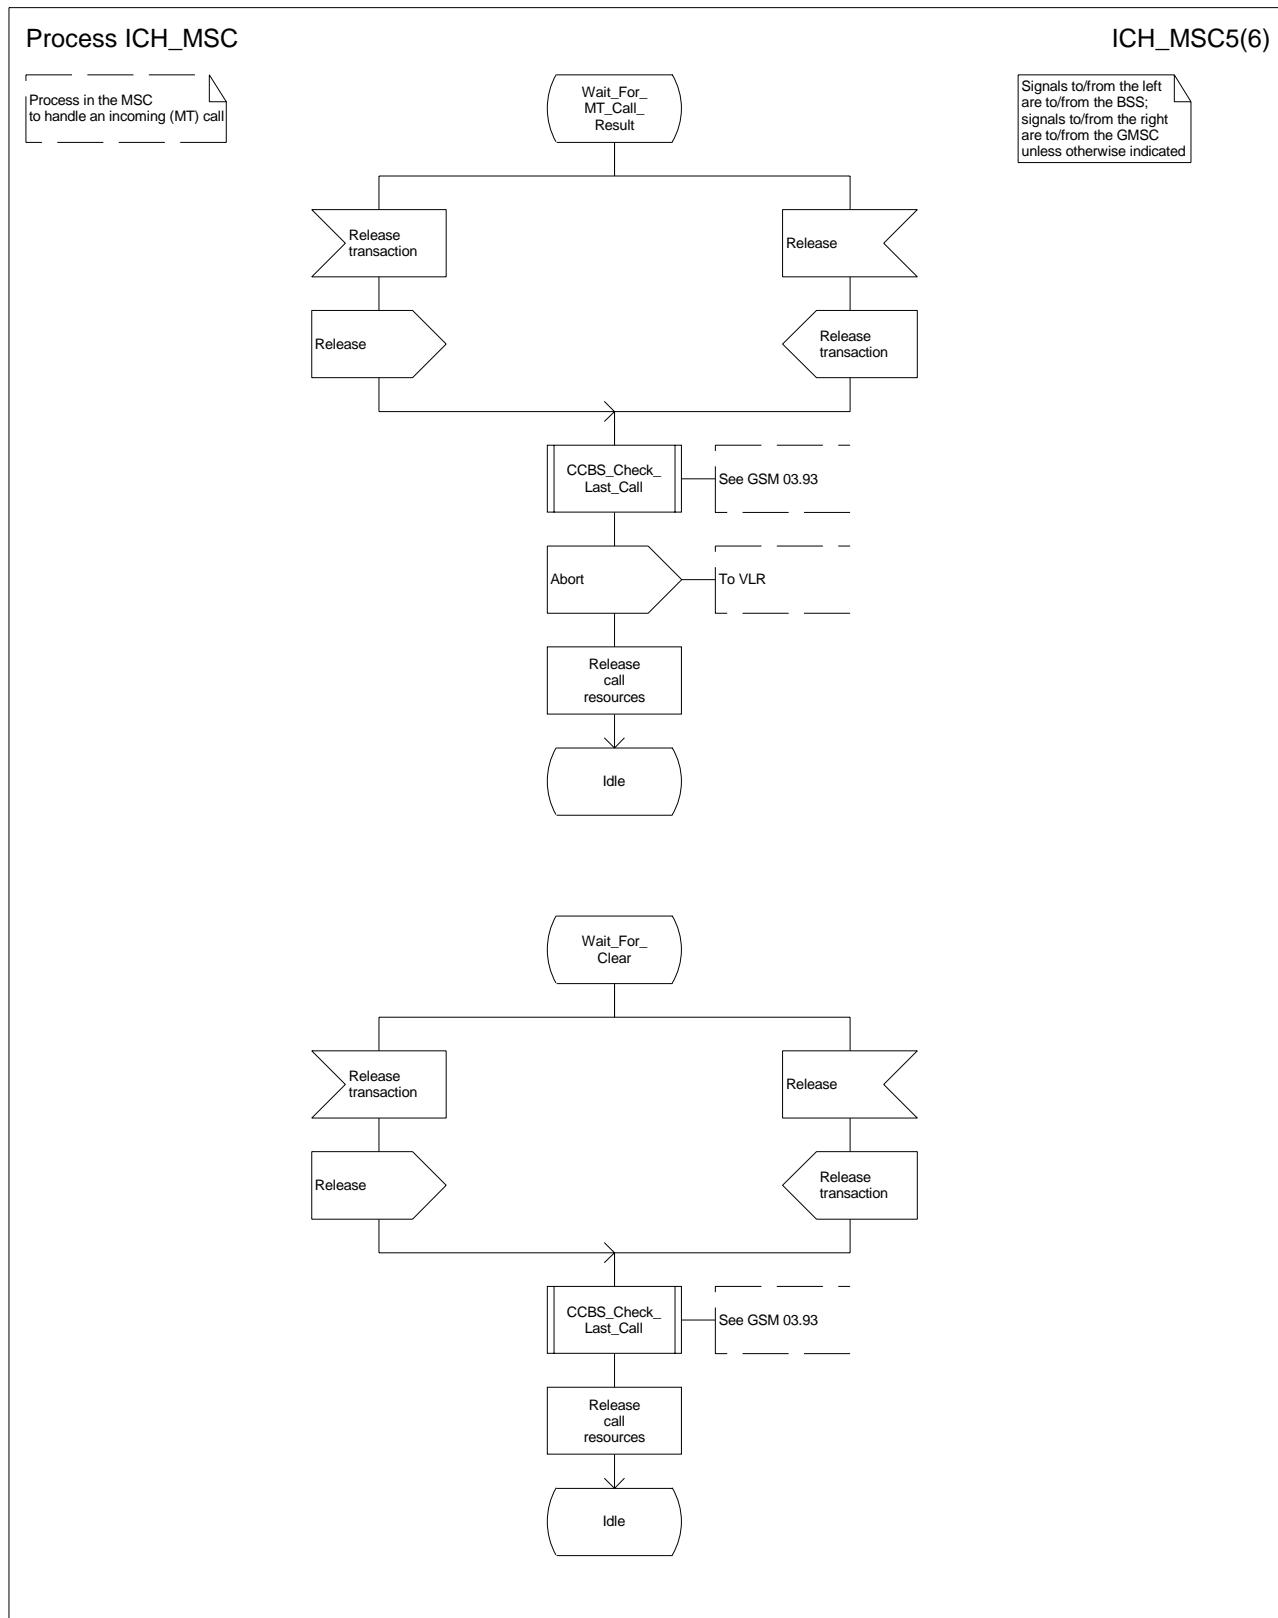 Process ICH_MSC
ICH_MSC5(6)
Process in the MSC
to handle an incoming (MT) call
Signals to/from the left
are to/from the BSS;
signals to/from the right
are to/from the GMSC
unless otherwise indicated
Wait_For_
MT_Call_
Result
Release
transaction
Release
Release
Release
transaction
CCBS_Check_
Last_Call
See GSM 03.93
Abort
To VLR
Release
call
resources
Idle
Wait_For_
Clear
Release
transaction
Release
Release
Release
transaction
CCBS_Check_
Last_Call
See GSM 03.93
Release
call
resources
Idle